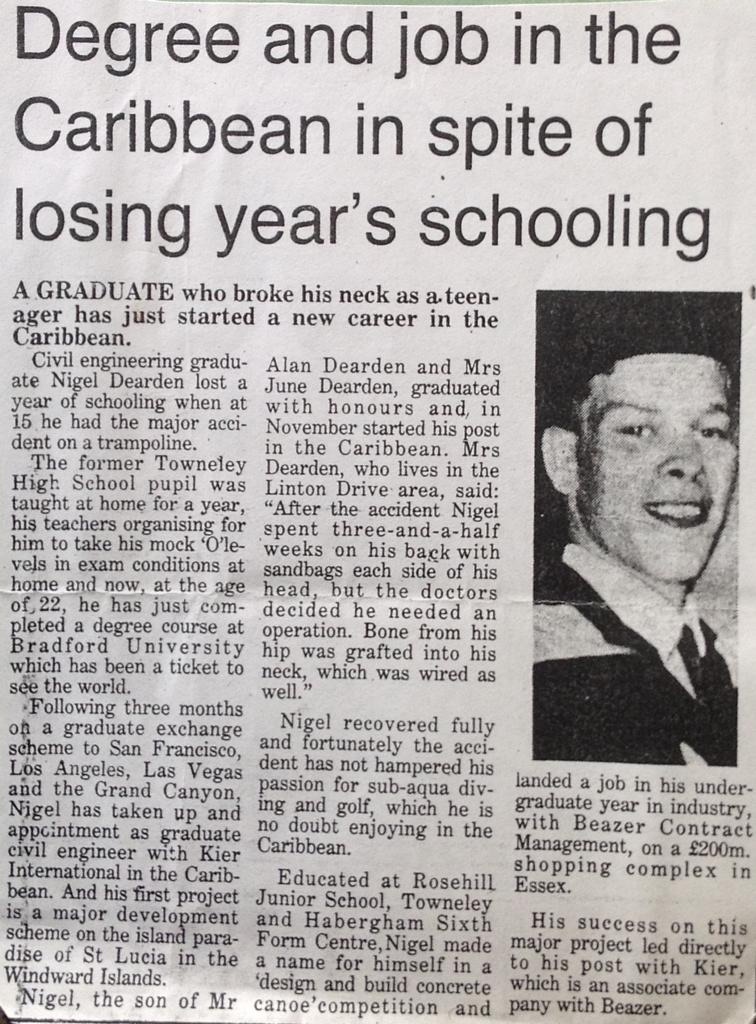 Degree and job in the
Caribbean in spite of
losing year's schooling
A GRADUATE who broke his neck as a teen-
ager has just started a new career in the
Caribbean.
Civil engineering gradu-
ate Nigel Dearden lost a
year of schooling when at
15 he had the major acci-
dent on a trampoline.
The former Towneley
High School pupil was
taught at home for a year,
his teachers organising for
him to take his mock 'O'le-
vels in exam conditions at
home and now, at the age
of 22, he has just com-
pleted a degree course at
Bradford University
which has been a ticket to
see the world.
Following three months
on a graduate exchange
scheme to San Francisco,
Los Angeles, Las Vegas
and the Grand Canyon,
Nigel has taken up and
appointment as graduate
civil engineer with Kier
International in the Carib-
bean. And his first project
is a major development
scheme on the island para-
dise of St Lucia in the
Windward Islands.
Nigel, the son of Mr
Alan Dearden and Mrs
June Dearden, graduated
with honours and, in
November started his post
in the Caribbean. Mrs
Dearden, who lives in the
Linton Drive area, said:
"After the accident Nigel
spent three-and-a-half
weeks on his back with
sandbags each side of his
head, but the doctors
decided he needed an
operation. Bone from his
hip was grafted into his
neck, which was wired as
well."
Nigel recovered fully
and fortunately the acci-
dent has not hampered his
passion for sub-aqua div-
ing and golf, which he is
no doubt enjoying in the
Caribbean.
Educated at Rosehill
Junior School, Towneley
and Habergham Sixth
Form Centre, Nigel made
a name for himself in a
'design and build concrete
canoe' competition and
landed a job in his under-
graduate year in industry,
with Beazer Contract
Management, on a £200m.
shopping complex in
Essex.
His success on this
major project led directly
to his post with Kier,
which is an associate com-
pany with Beazer.